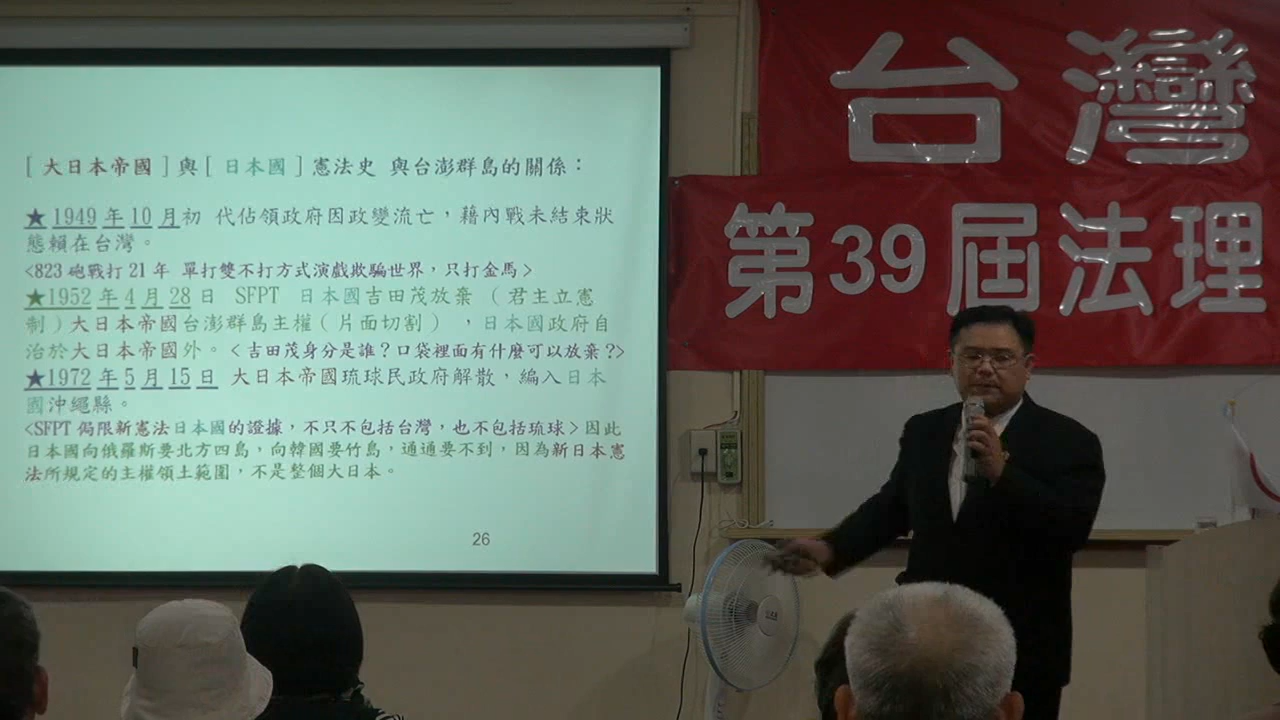 [ 大日本帝國 ] 與 [ 日本國 ] 憲法史 與台澎群島的關係：
★ 1949 年 10 月初 代佔領政府因政變流亡，藉內戰未結束狀
態賴在台灣。
<823 砲戰打 21 年 單打雙不打方式演戲欺騙世界，只打金馬>
★1952 年 4 月 28 日 SFPT 日本國吉田茂放棄 （君主立憲
制）大日本帝國台澎群島主權（片面切割），日本國政府自
治於大日本帝國外。<吉田茂身分是誰？口袋裡面有什麼可以放棄？>
★1972 年 5 月 15 日 大日本帝國琉球民政府解散，編入日本
國沖繩縣。
<SFPT 侷限新憲法日本國的證據，不只不包括台灣，也不包括琉球>因此
日本國向俄羅斯要北方四島，向韓國要竹島，通通要不到，因為新日本憲
法所規定的主權領土範圍，不是整個大日本。
26
台灣
第39屆法理